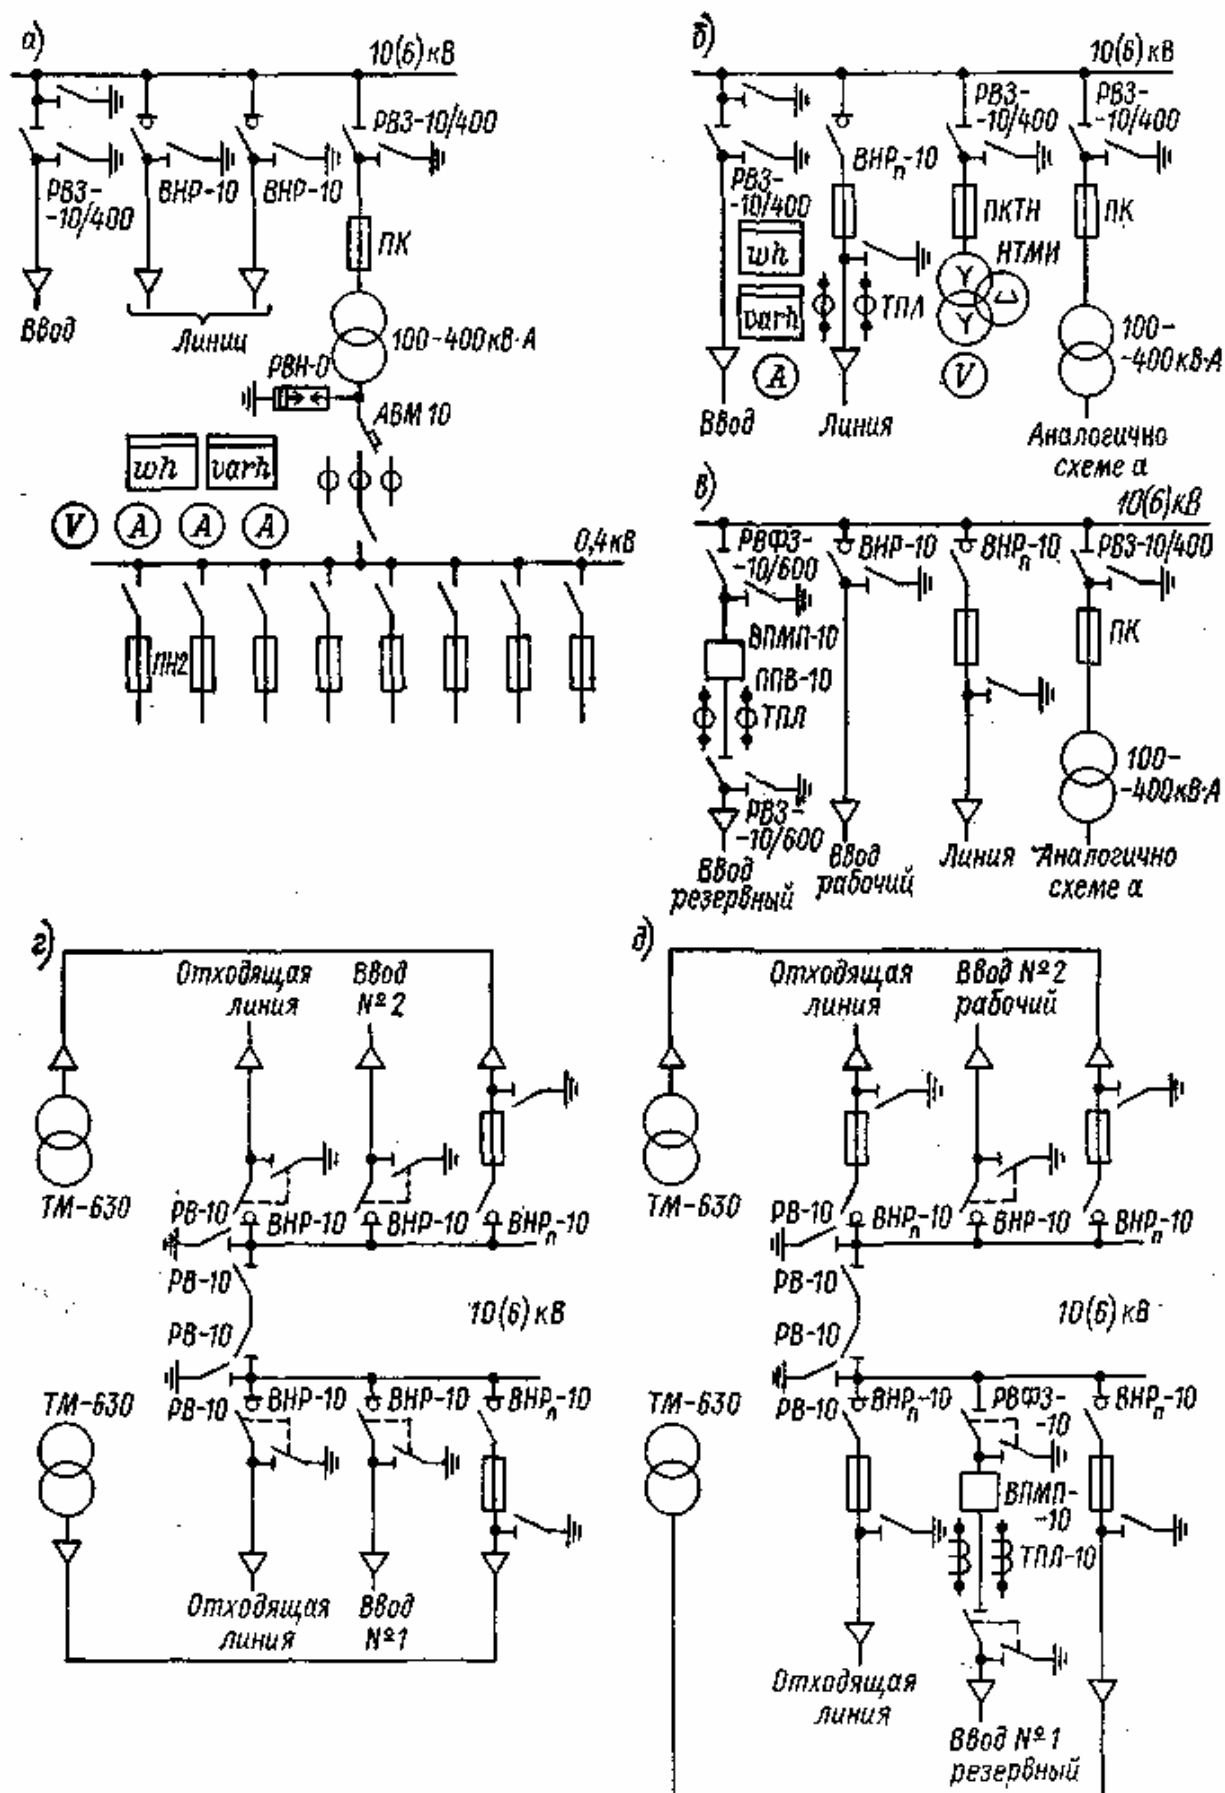 а)
10(6) кВ
РВЗ-10/400
РВЗ-
-10/400
ВНР-10
ВНР-10
ПК
Ввод
Линии
100-400 кВ·А
РВН-0
АВМ 10
wh
varh
V
A
A
A
0,4 кВ
ПН2
б)
10(6) кВ
РВЗ-
-10/400
РВЗ-
-10/400
ВНРп-10
РВЗ-
-10/400
ПКТН
ПК
wh
НТМИ
varh
ТПЛ
Y
Y
A
V
100-
-400 кВ·А
Ввод
Линия
Аналогично
схеме а
в)
10(6) кВ
РВФЗ-
-10/600
ВНР-10
ВНРп-10
РВЗ-10/400
ВПМП-10
ППВ-10
ПК
ТПЛ
100-
-400 кВ·А
РВЗ-
-10/600
Ввод
резервный
Ввод
рабочий
Линия
Аналогично
схеме а
г)
Отходящая
линия
Ввод
№2
ТМ-630
РВ-10
ВНР-10
ВНР-10
ВНРп-10
РВ-10
10(6) кВ
РВ-10
ТМ-630
РВ-10
ВНР-10
ВНР-10
ВНРп-10
Отходящая
линия
Ввод
№1
д)
Отходящая
линия
Ввод №2
рабочий
ТМ-630
РВ-10
ВНРп-10
ВНР-10
ВНРп-10
РВ-10
10(6) кВ
РВ-10
ТМ-630
РВ-10
ВНРп-10
РВФЗ-
-10
ВНРп-10
ВПМП-
-10
ТПЛ-10
Отходящая
линия
Ввод №1
резервный